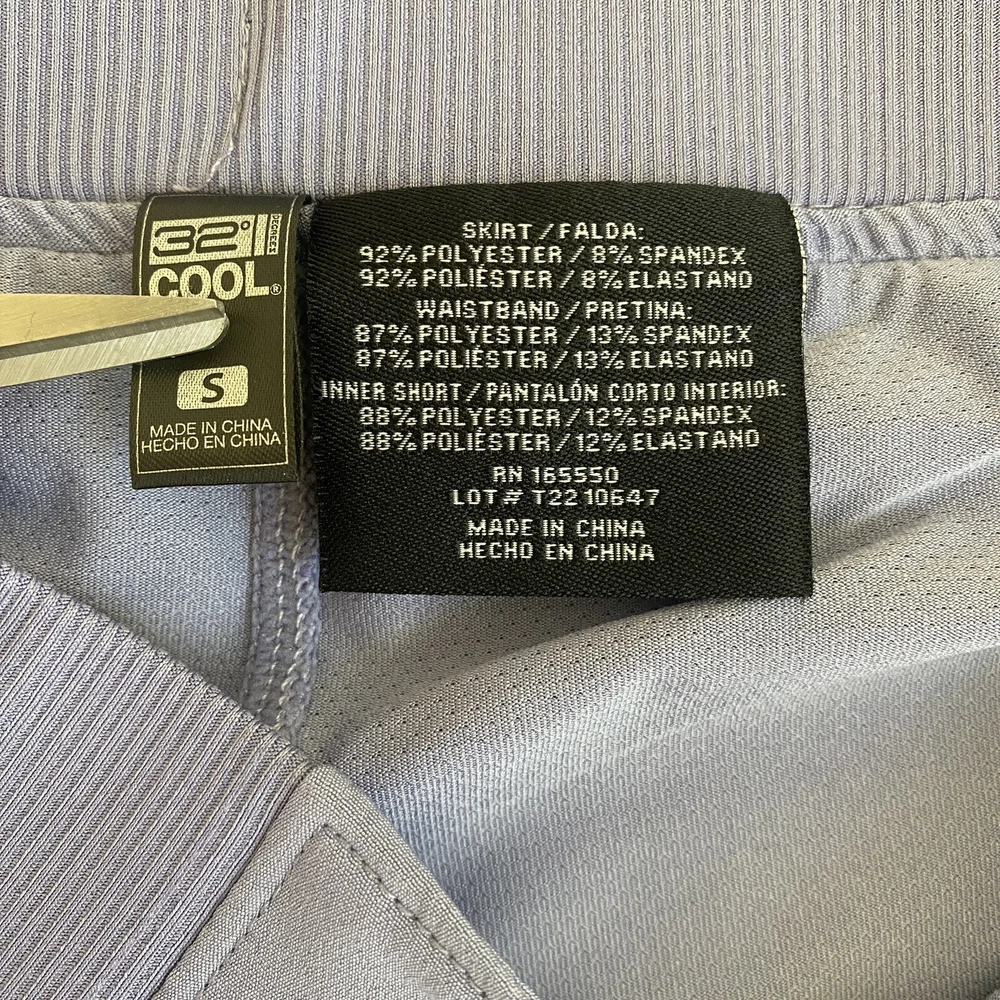 32°
DEGREES
COOL®
S
MADE IN CHINA
HECHO EN CHINA
SKIRT / FALDA:
92% POLYESTER / 8% SPANDEX
92% POLIÉSTER / 8% ELASTANO
WAISTBAND / PRETINA:
87% POLYESTER / 13% SPANDEX
87% POLIÉSTER / 13% ELASTANO
INNER SHORT / PANTALÓN CORTO INTERIOR:
88% POLYESTER / 12% SPANDEX
88% POLIÉSTER / 12% ELASTANO
RN 165550
LOT# T2210647
MADE IN CHINA
HECHO EN CHINA